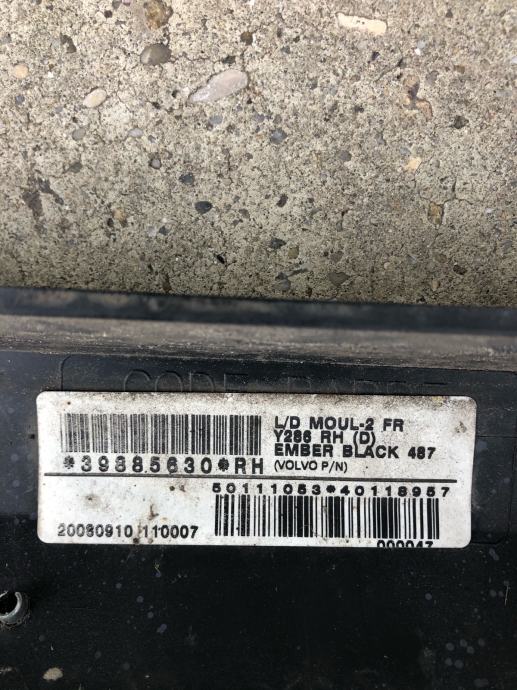 L/D MOUL-2 FR
Y286 RH (D)
EMBER BLACK 487
*39885630*RH
(VOLVO P/N)
50111053*40118957
20080910 110007
000047